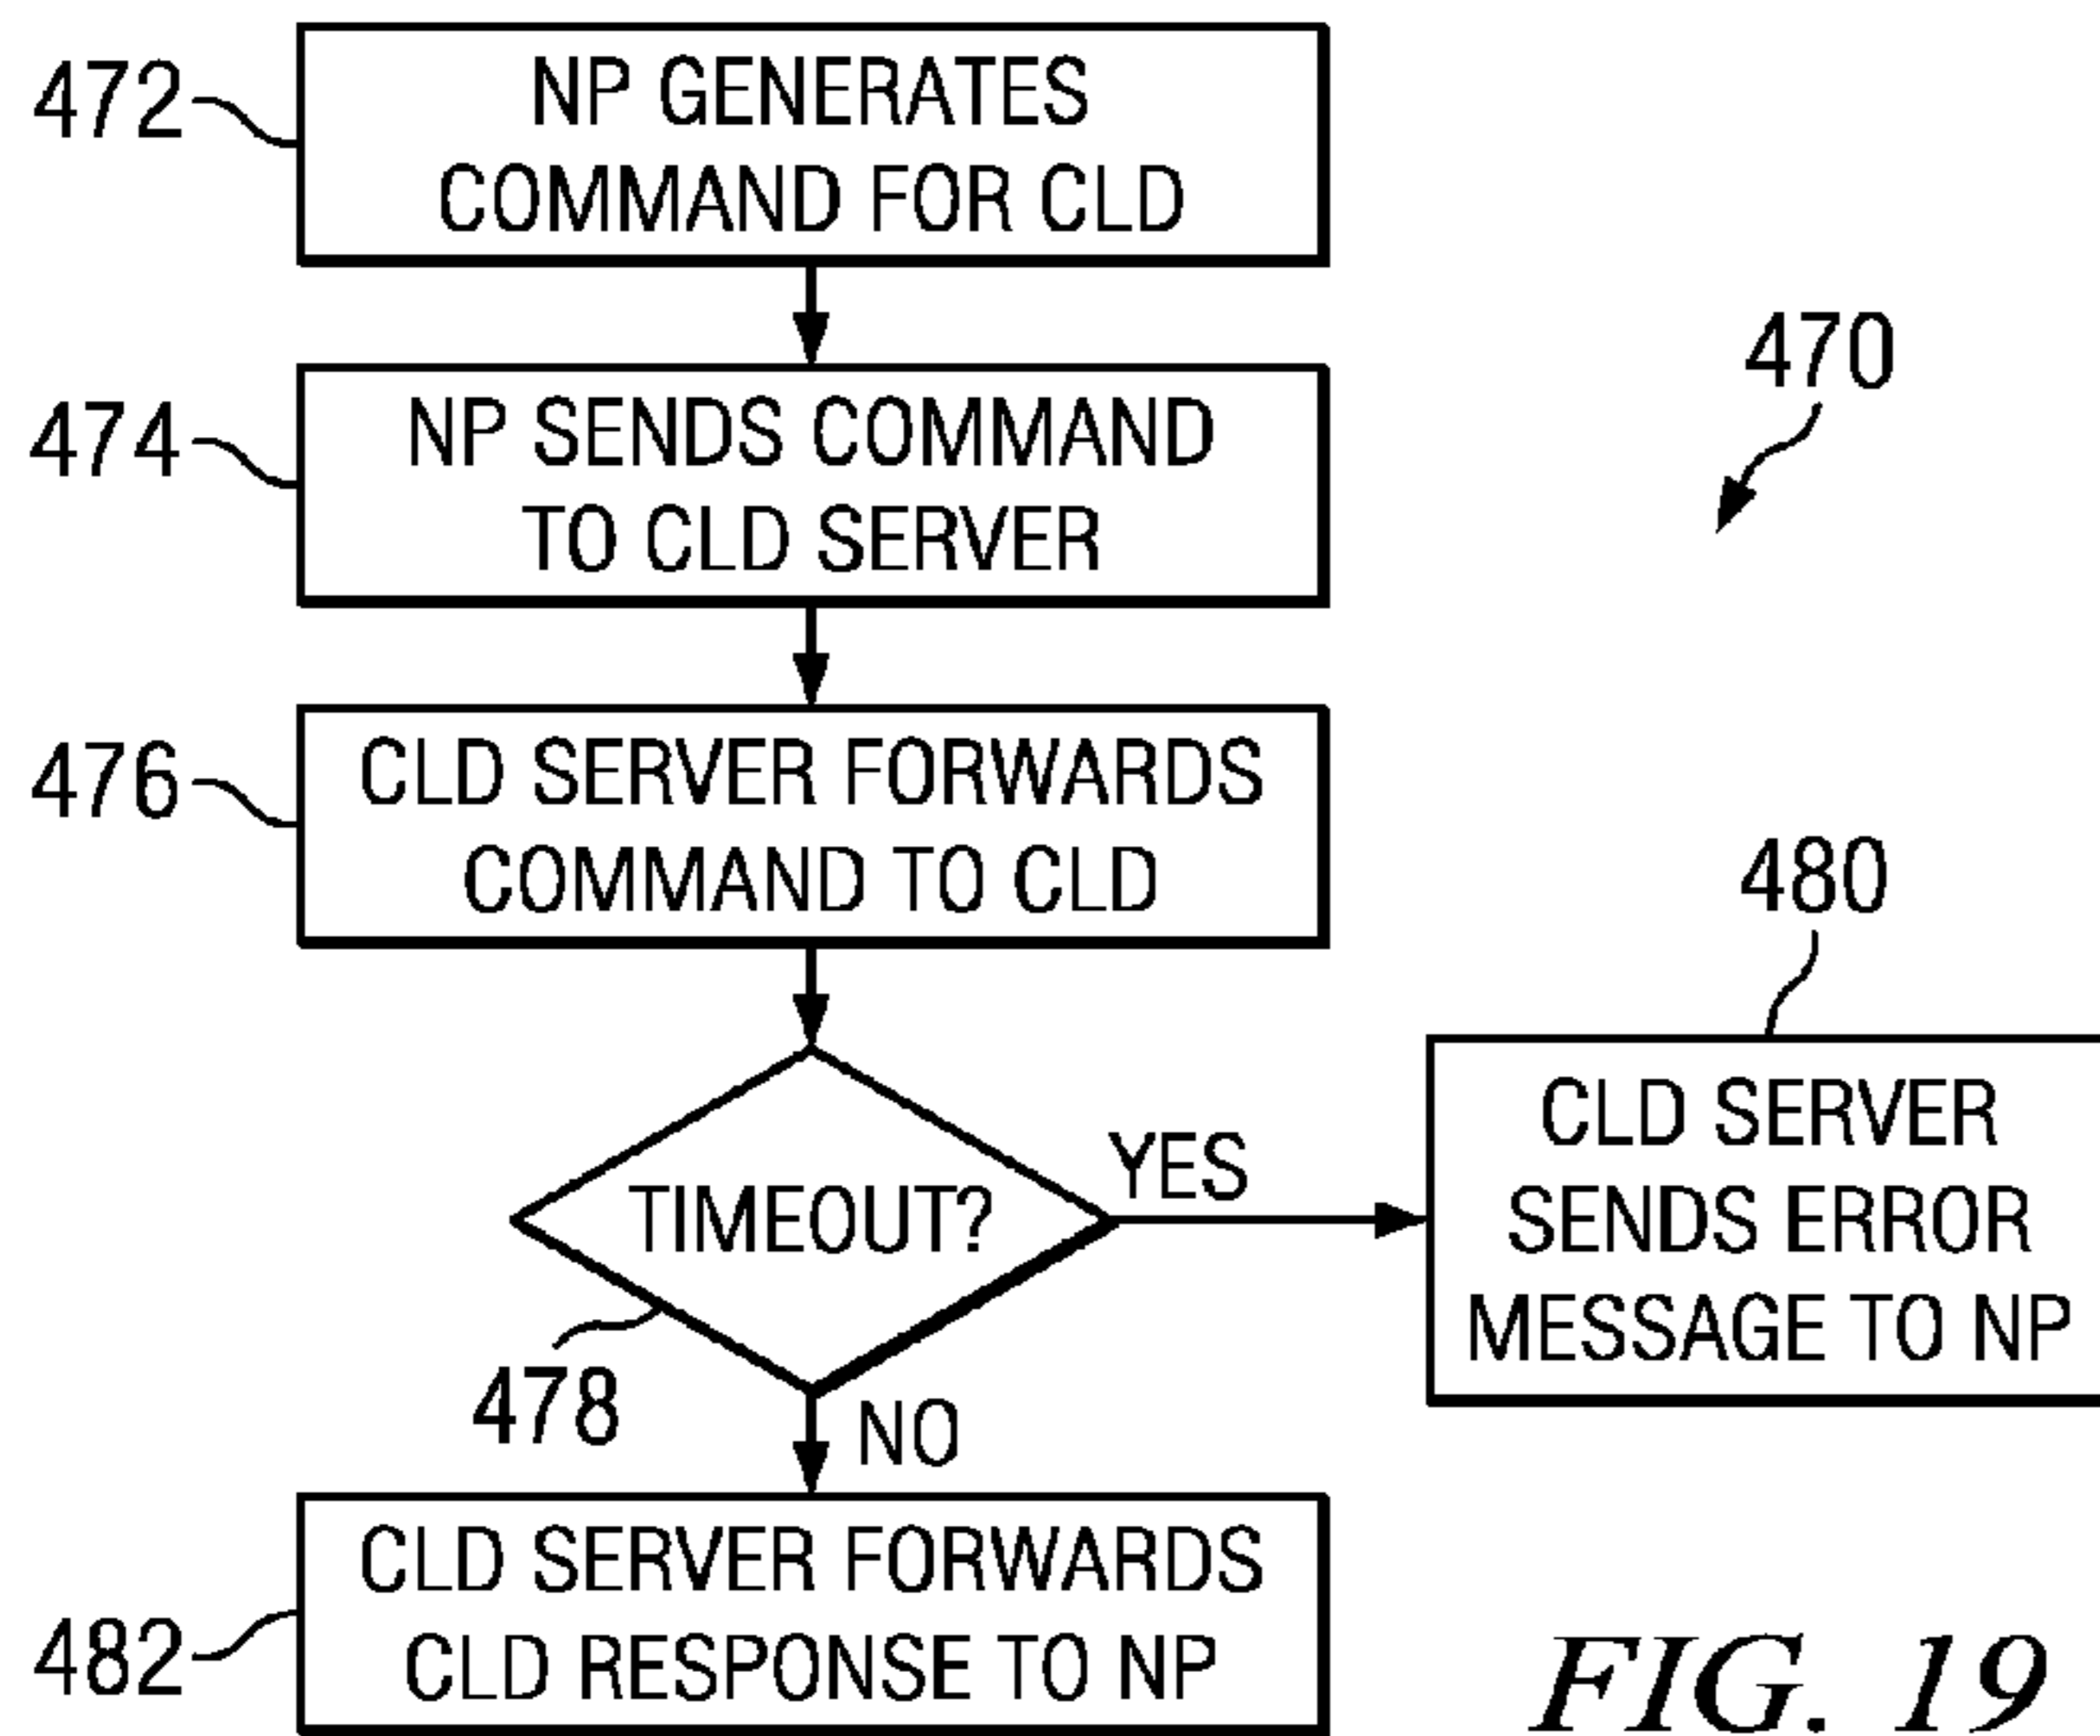 472
NP GENERATES
COMMAND FOR CLD
470
474
NP SENDS COMMAND
TO CLD SERVER
476
CLD SERVER FORWARDS
COMMAND TO CLD
480
CLD SERVER
SENDS ERROR
MESSAGE TO NP
TIMEOUT?
YES
478
NO
482
CLD SERVER FORWARDS
CLD RESPONSE TO NP
FIG. 19